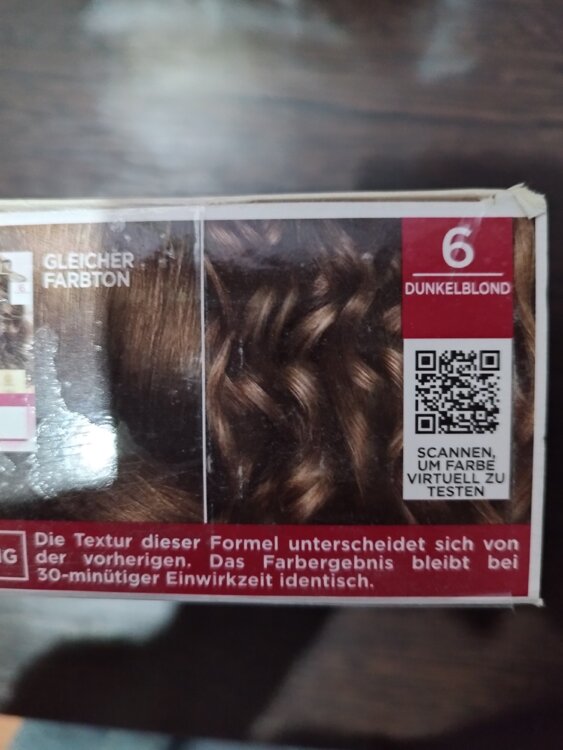 GLEICHER
FARBTON
6
DUNKELBLOND
SCANNEN,
UM FARBE
VIRTUELL ZU
TESTEN
Die Textur dieser Formel unterscheidet sich von
der vorherigen. Das Farbergebnis bleibt bei
30-minütiger Einwirkzeit identisch.